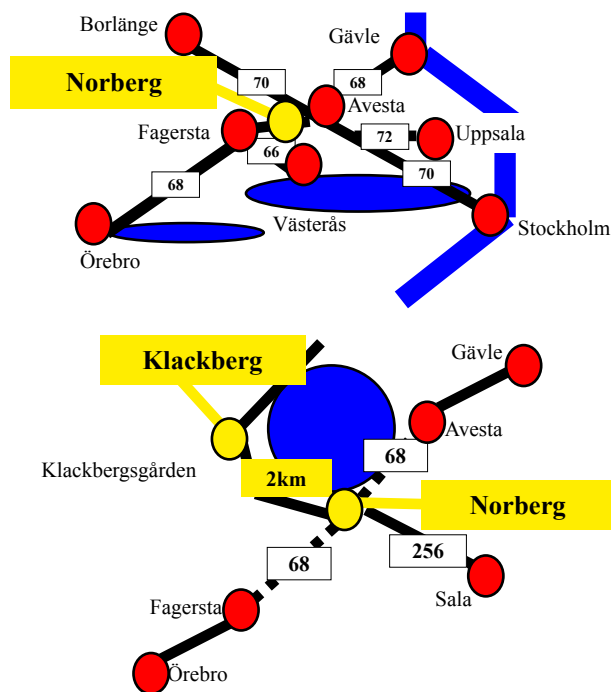 Borlänge
Gävle
Norberg
70
68
Avesta
Fagersta
72
Uppsala
66
70
68
Västerås
Stockholm
Örebro
Klackberg
Gävle
Avesta
68
Klackbergsgården
2km
Norberg
256
68
Sala
Fagersta
Örebro